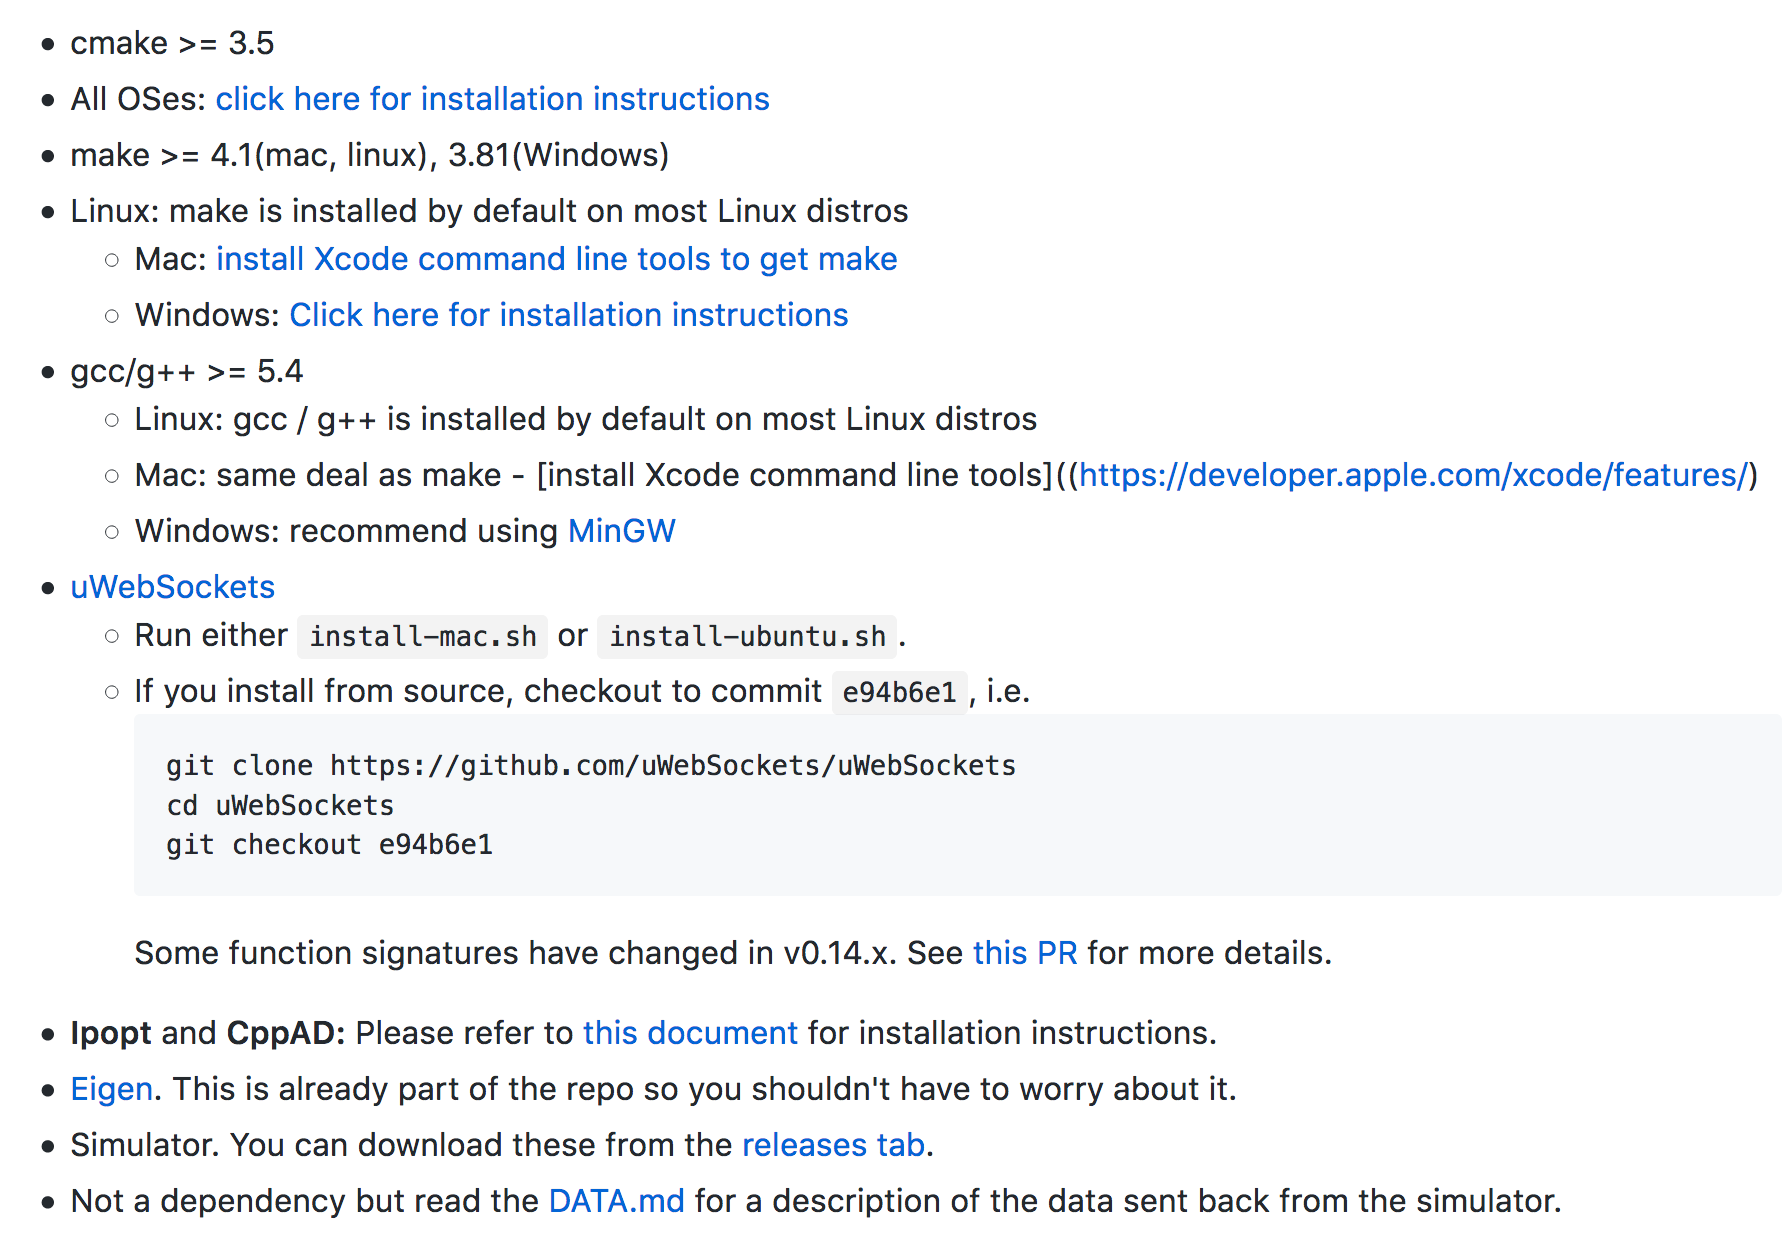 cmake >= 3.5
All OSes: click here for installation instructions
make >= 4.1(mac, linux), 3.81(Windows)
Linux: make is installed by default on most Linux distros
Mac: install Xcode command line tools to get make
Windows: Click here for installation instructions
gcc/g++ >= 5.4
Linux: gcc / g++ is installed by default on most Linux distros
Mac: same deal as make - [install Xcode command line tools]((https://developer.apple.com/xcode/features/)
Windows: recommend using MinGW
uWebSockets
Run either install-mac.sh or install-ubuntu.sh.
If you install from source, checkout to commit e94b6e1, i.e.
git clone https://github.com/uWebSockets/uWebSockets
cd uWebSockets
git checkout e94b6e1
Some function signatures have changed in v0.14.x. See this PR for more details.
Ipopt and CppAD: Please refer to this document for installation instructions.
Eigen. This is already part of the repo so you shouldn't have to worry about it.
Simulator. You can download these from the releases tab.
Not a dependency but read the DATA.md for a description of the data sent back from the simulator.